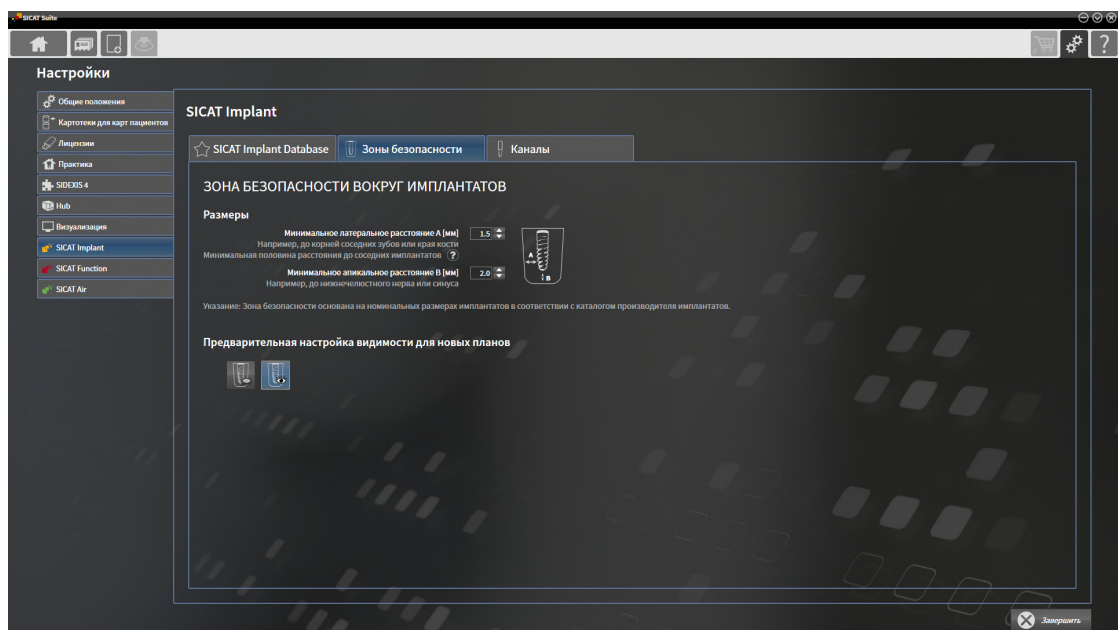 SICAT Suite
?
Настройки
Общие положения
Картотеки для карт пациентов
Лицензии
Практика
SIDEXIS 4
Hub
Визуализация
SICAT Implant
SICAT Function
SICAT Air
SICAT Implant
SICAT Implant Database
Зоны безопасности
Каналы
ЗОНА БЕЗОПАСНОСТИ ВОКРУГ ИМПЛАНТАТОВ
Размеры
Минимальное латеральное расстояние A [мм] 1.5
Например, до корней соседних зубов или края кости
Минимальная половина расстояния до соседних имплантатов ?
Минимальное апикальное расстояние B [мм] 2.0
Например, до нижнечелюстного нерва или синуса
A
B
Указание: Зона безопасности основана на номинальных размерах имплантатов в соответствии с каталогом производителя имплантатов.
Предварительная настройка видимости для новых планов
Завершить